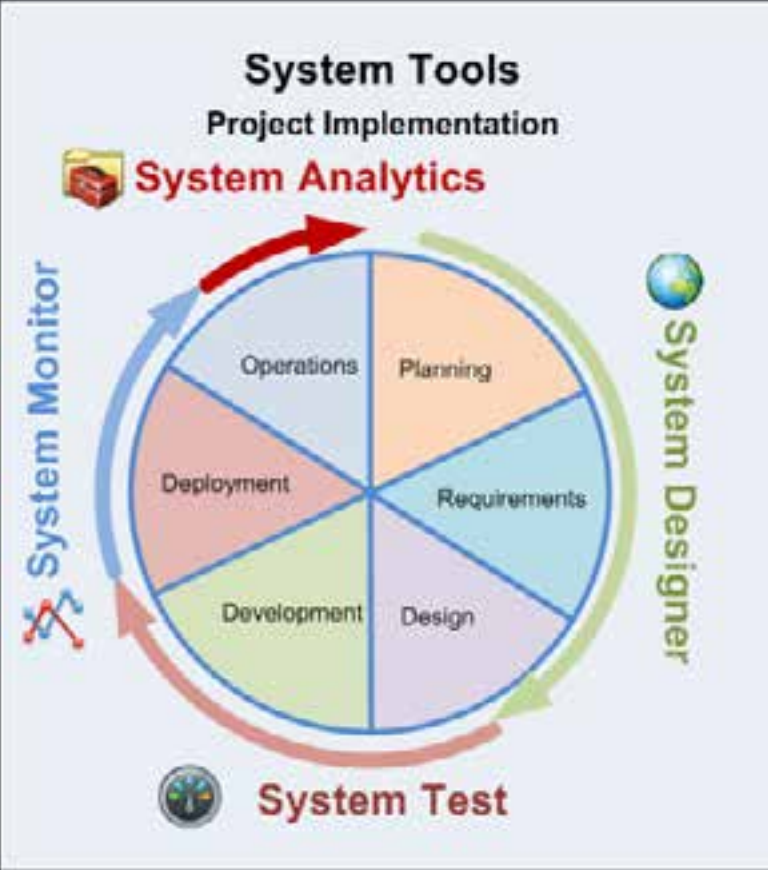 System Tools
Project Implementation
System Analytics
System Monitor
System Designer
Operations
Planning
Deployment
Requirements
Development
Design
System Test